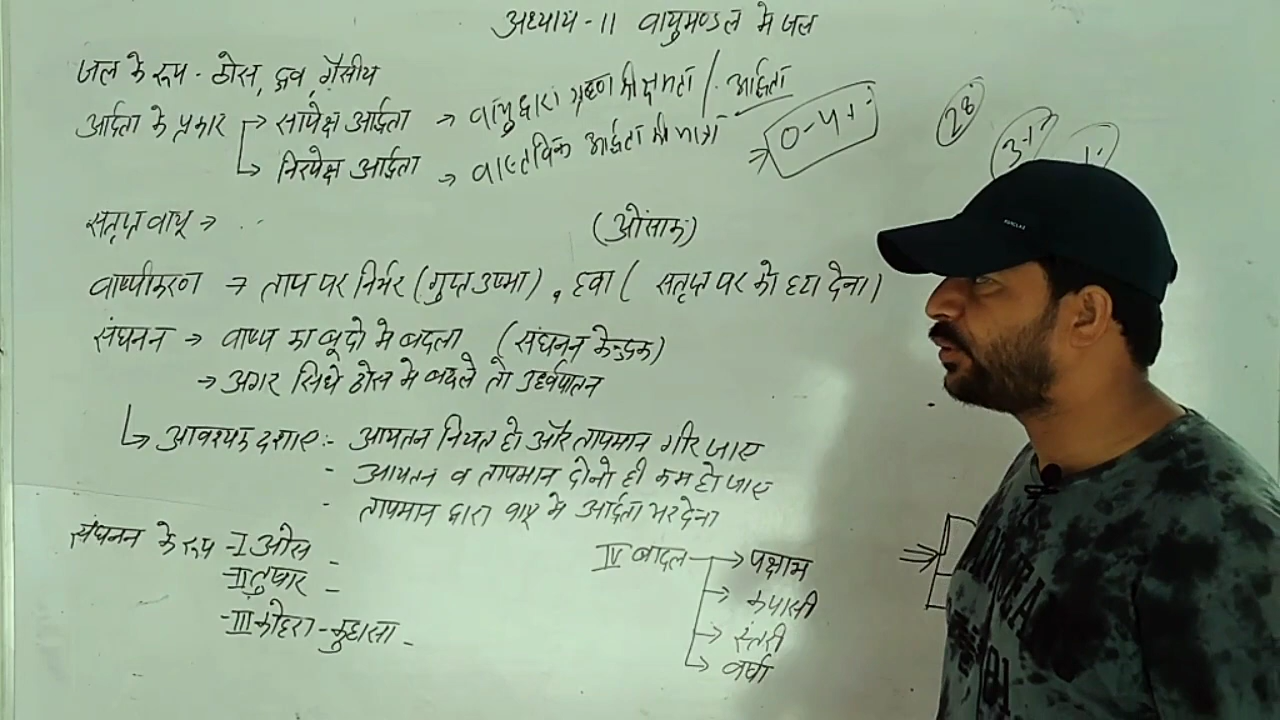 अध्याय - 11 वायुमण्डल मे जल
जल के रूप - ठोस, द्रव, गैसीय
आर्द्रता के प्रकार → सापेक्ष आर्द्रता → वायु द्वारा ग्रहण की क्षमता / आर्द्रता
→ निरपेक्ष आर्द्रता → वास्तविक आर्द्रता की मात्रा
→ 0-4%
संतृप्त वायु →
(ओसांक)
वाष्पीकरण → ताप पर निर्भर (गुप्त उष्मा), हवा ( संतृप्त पर को हटा देना)
संघनन → वाष्प का बूदो मे बदला (संघनन केन्द्रक)
→ अगर सिधे ठोस मे बदले तो उर्ध्वपातन
↳ आवश्यक दशाए :- आयतन नियत हो और तापमान गीर जाए
- आयतन व तापमान दोनो ही कम हो जाए
- तापमान द्वारा वायु मे आर्द्रता भर देना
संघनन के रूप - I ओस -
- II तुषार -
- III कोहरा - कुहासा -
IV बादल → पक्षाभ
→ कपासी
→ स्तरी
→ वर्षा